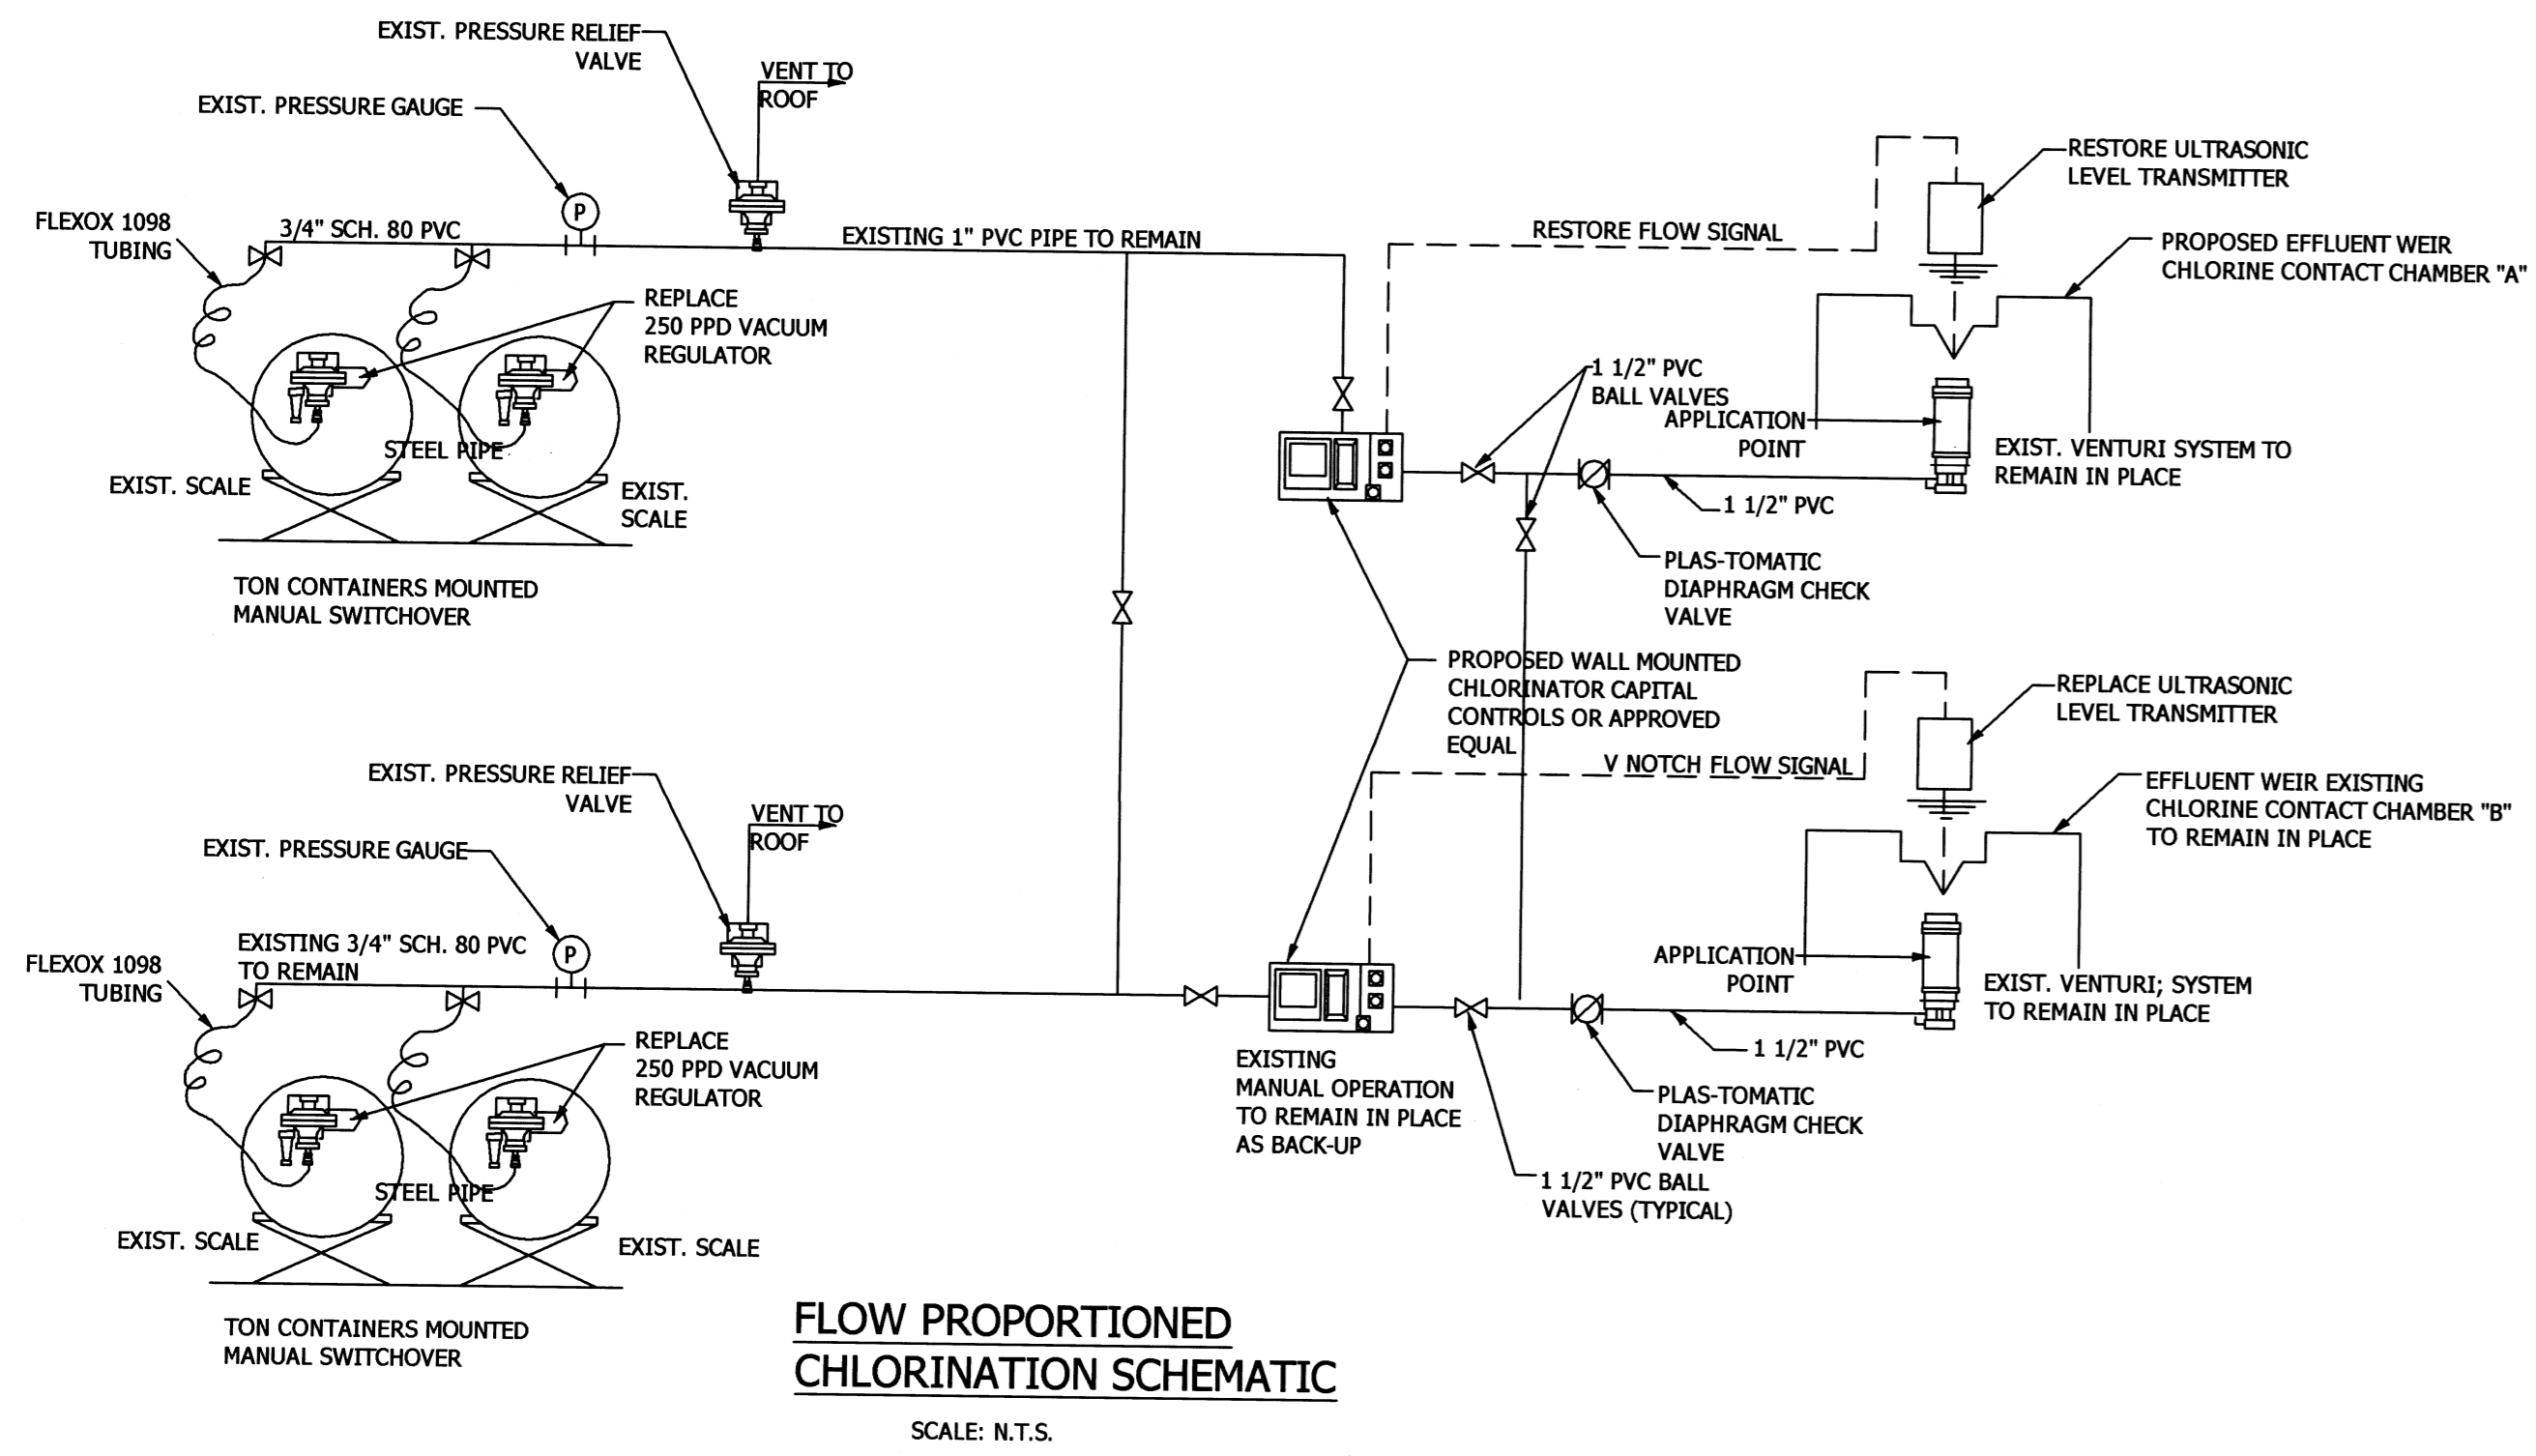 EXIST. PRESSURE RELIEF
VALVE
VENT TO
ROOF
EXIST. PRESSURE GAUGE
P
FLEXOX 1098
TUBING
3/4" SCH. 80 PVC
EXISTING 1" PVC PIPE TO REMAIN
REPLACE
250 PPD VACUUM
REGULATOR
STEEL PIPE
EXIST. SCALE
EXIST.
SCALE
TON CONTAINERS MOUNTED
MANUAL SWITCHOVER
RESTORE FLOW SIGNAL
RESTORE ULTRASONIC
LEVEL TRANSMITTER
PROPOSED EFFLUENT WEIR
CHLORINE CONTACT CHAMBER "A"
1 1/2" PVC
BALL VALVES
APPLICATION
POINT
EXIST. VENTURI SYSTEM TO
REMAIN IN PLACE
1 1/2" PVC
PLAS-TOMATIC
DIAPHRAGM CHECK
VALVE
PROPOSED WALL MOUNTED
CHLORINATOR CAPITAL
CONTROLS OR APPROVED
EQUAL
EXIST. PRESSURE RELIEF
VALVE
VENT TO
ROOF
EXIST. PRESSURE GAUGE
P
FLEXOX 1098
TUBING
EXISTING 3/4" SCH. 80 PVC
TO REMAIN
REPLACE
250 PPD VACUUM
REGULATOR
STEEL PIPE
EXIST. SCALE
EXIST. SCALE
TON CONTAINERS MOUNTED
MANUAL SWITCHOVER
V NOTCH FLOW SIGNAL
REPLACE ULTRASONIC
LEVEL TRANSMITTER
EFFLUENT WEIR EXISTING
CHLORINE CONTACT CHAMBER "B"
TO REMAIN IN PLACE
APPLICATION
POINT
EXIST. VENTURI; SYSTEM
TO REMAIN IN PLACE
1 1/2" PVC
EXISTING
MANUAL OPERATION
TO REMAIN IN PLACE
AS BACK-UP
PLAS-TOMATIC
DIAPHRAGM CHECK
VALVE
1 1/2" PVC BALL
VALVES (TYPICAL)
FLOW PROPORTIONED
CHLORINATION SCHEMATIC
SCALE: N.T.S.